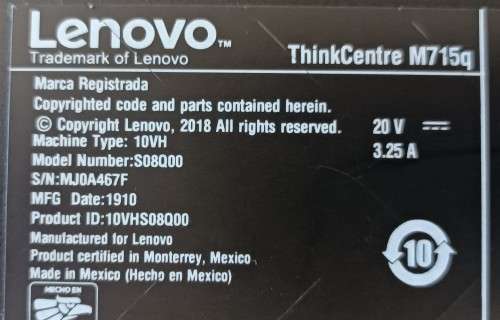 Lenovo™
Trademark of Lenovo
ThinkCentre M715q
Marca Registrada
Copyrighted code and parts contained herein.
© Copyright Lenovo, 2018 All rights reserved.
20 V
Machine Type: 10VH
3.25 A
Model Number:S08Q00
S/N:MJ0A467F
MFG Date:1910
Product ID:10VHS08Q00
Manufactured for Lenovo
Product certified in Monterrey, Mexico
Made in Mexico (Hecho en Mexico)
10
HECHO EN